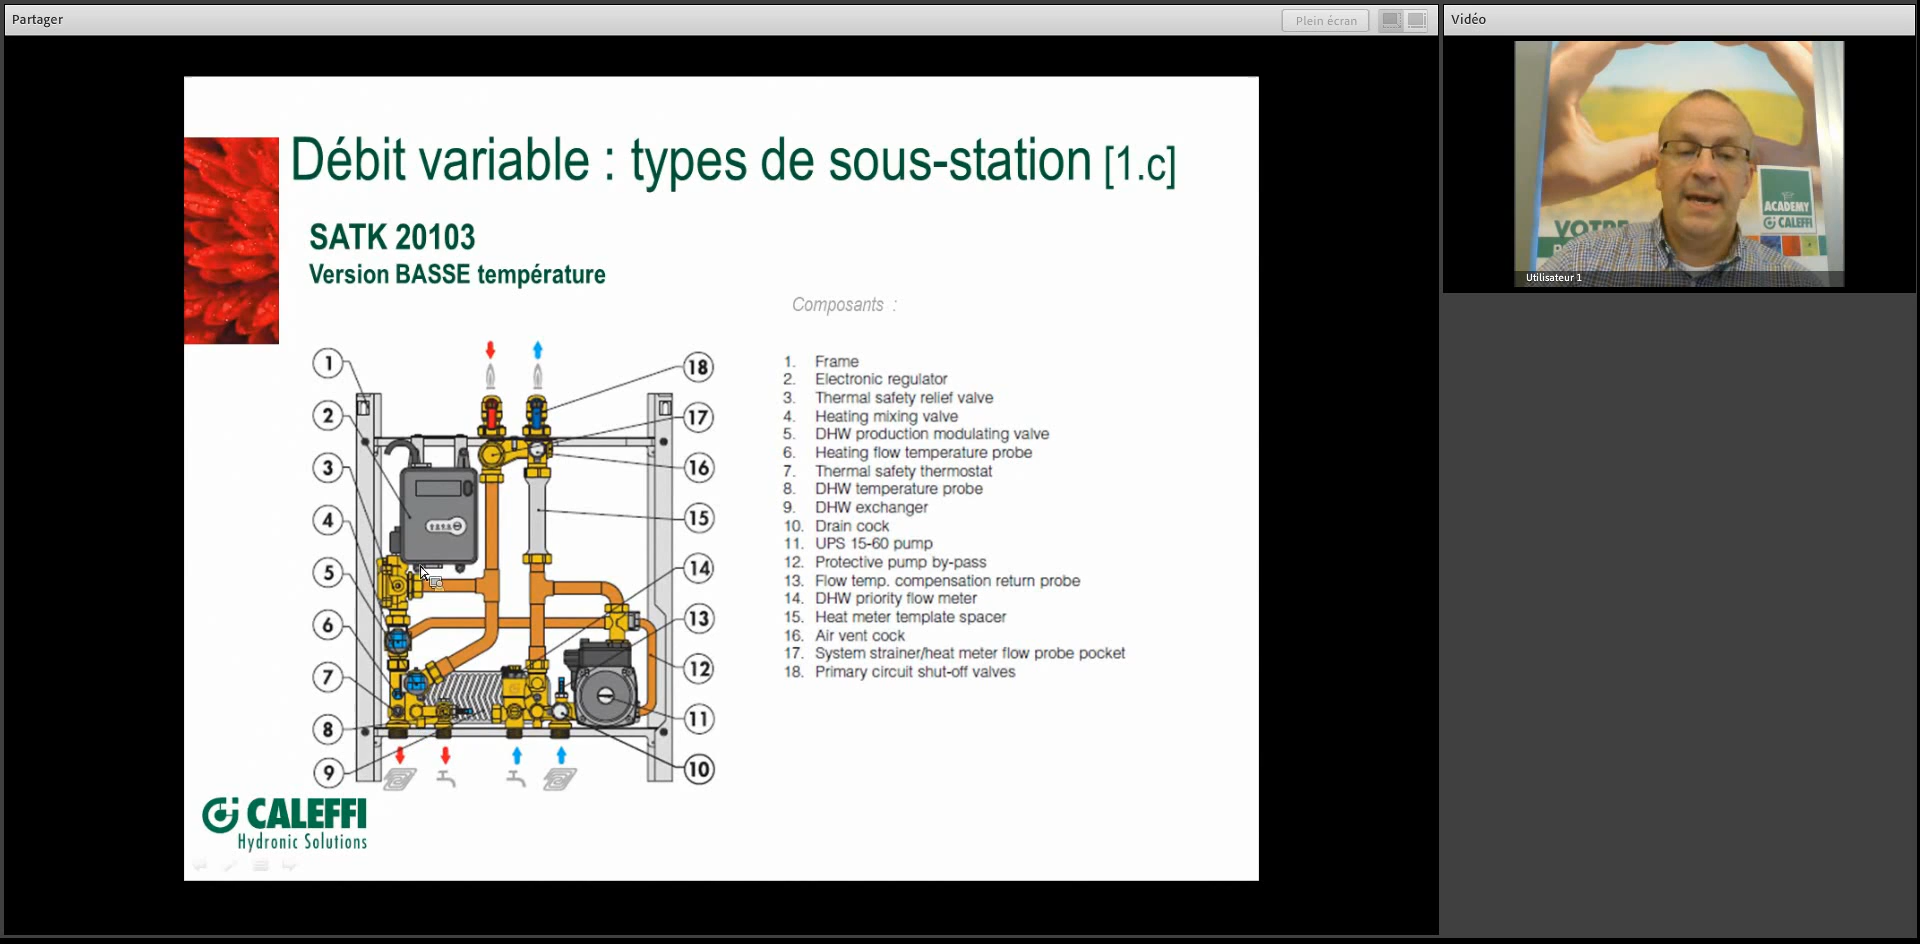 Partager
Plein écran
Vidéo
Débit variable : types de sous-station [1.c]
SATK 20103
Version BASSE température
Composants :
1. Frame
2. Electronic regulator
3. Thermal safety relief valve
4. Heating mixing valve
5. DHW production modulating valve
6. Heating flow temperature probe
7. Thermal safety thermostat
8. DHW temperature probe
9. DHW exchanger
10. Drain cock
11. UPS 15-60 pump
12. Protective pump by-pass
13. Flow temp. compensation return probe
14. DHW priority flow meter
15. Heat meter template spacer
16. Air vent cock
17. System strainer/heat meter flow probe pocket
18. Primary circuit shut-off valves
1
2
3
4
5
6
7
8
9
18
17
16
15
14
13
12
11
10
CALEFFI
Hydronic Solutions
VOTRE
ACADEMY
CALEFFI
Utilisateur 1